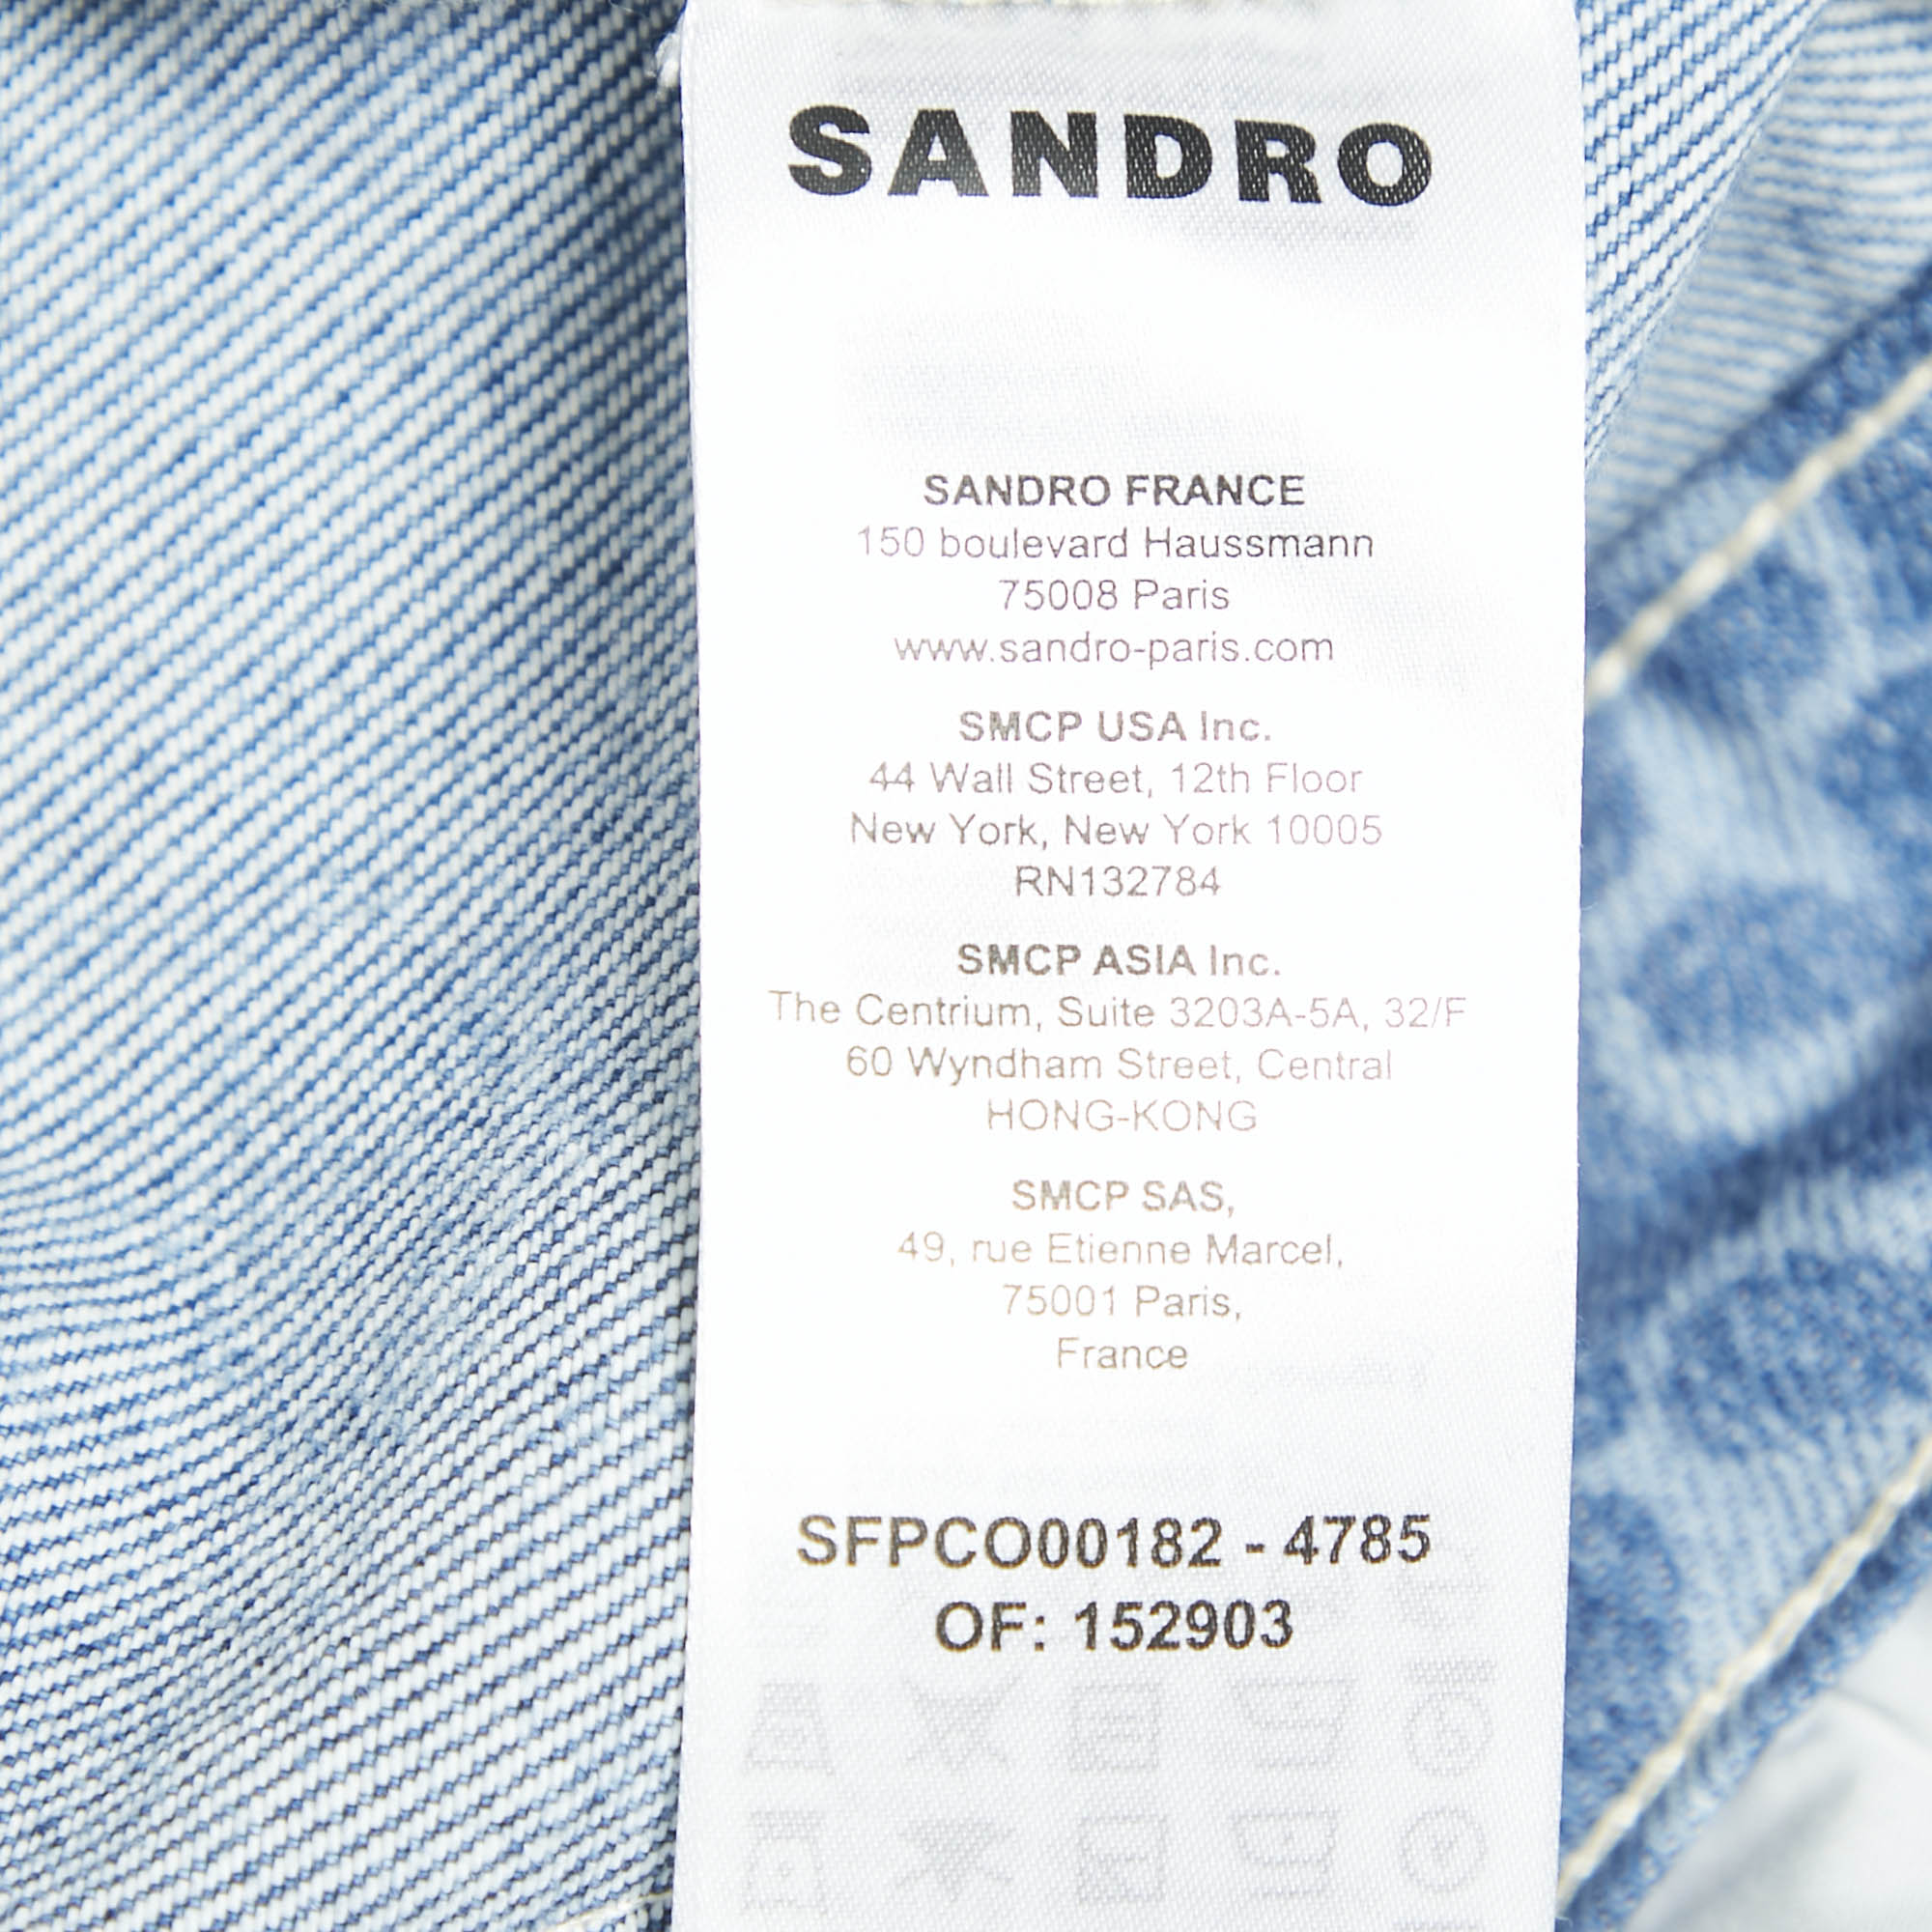 SANDRO
SANDRO FRANCE
150 boulevard Haussmann
75008 Paris
www.sandro-paris.com
SMCP USA Inc.
44 Wall Street, 12th Floor
New York, New York 10005
RN132784
SMCP ASIA Inc.
The Centrium, Suite 3203A-5A, 32/F
60 Wyndham Street, Central
HONG-KONG
SMCP SAS,
49, rue Etienne Marcel,
75001 Paris,
France
SFPCO00182 - 4785
OF: 152903